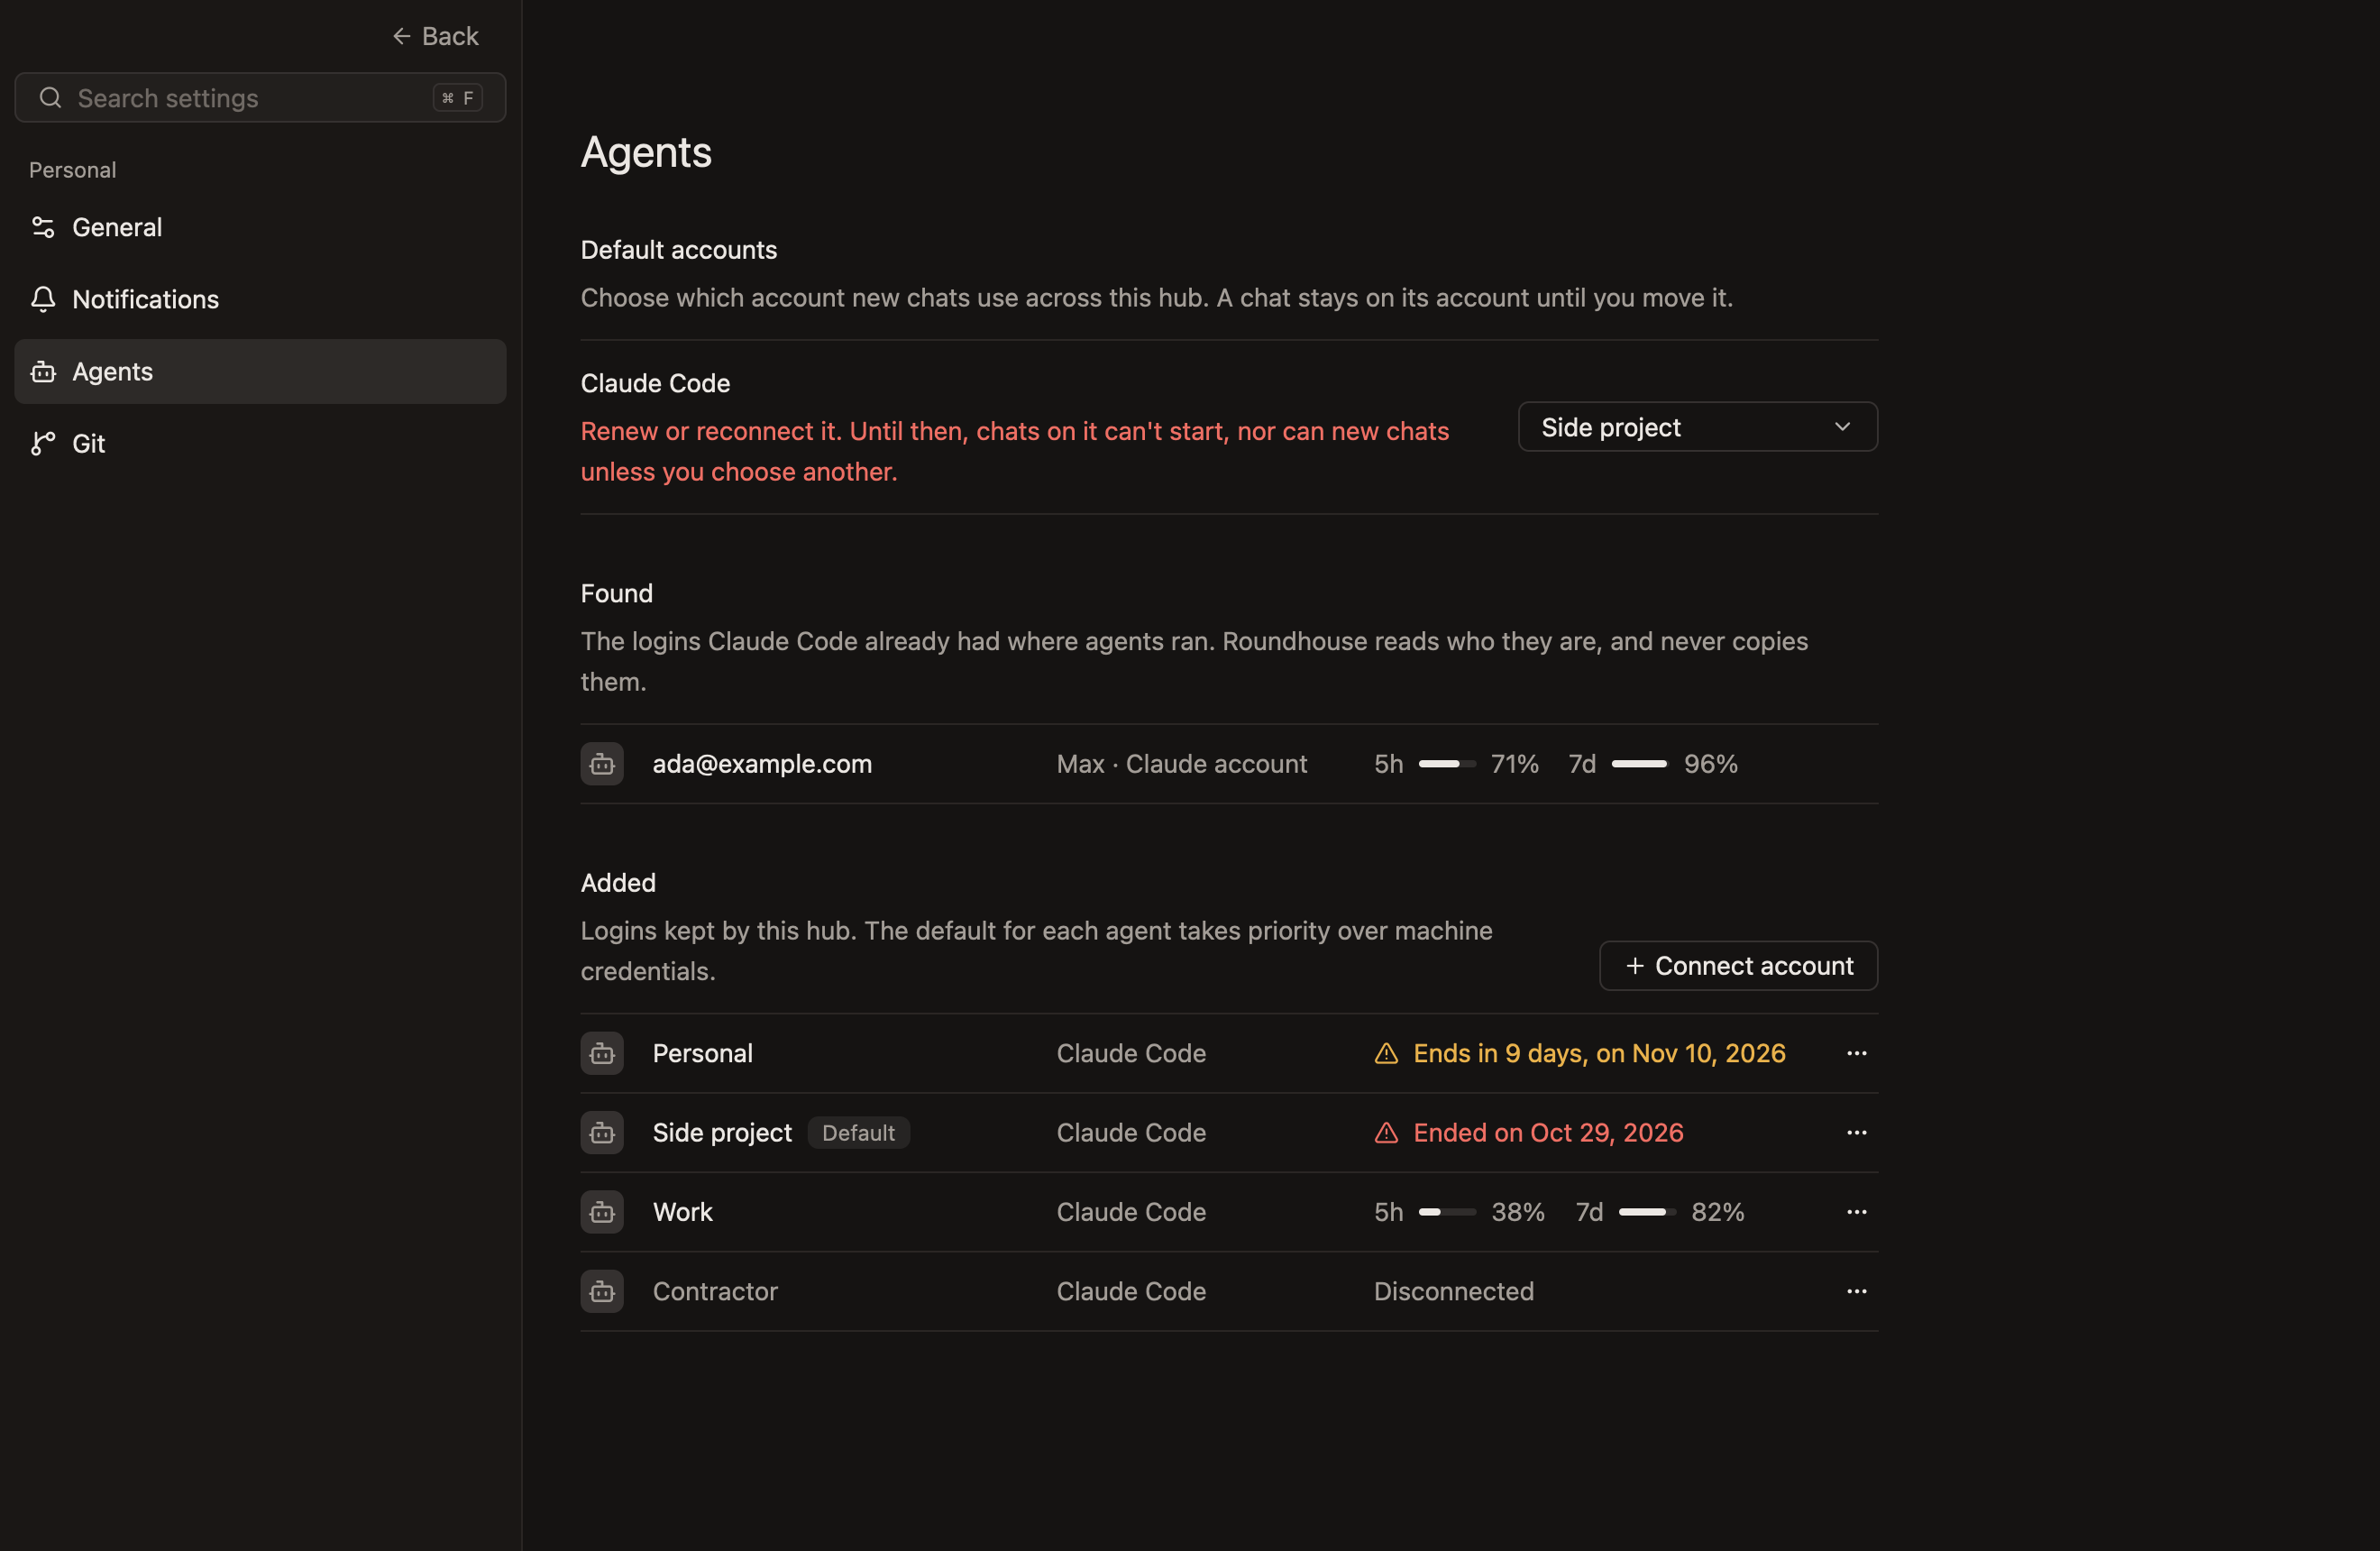 ← Back
Search settings ⌘ F
Personal
General
Notifications
Agents
Git
Agents
Default accounts
Choose which account new chats use across this hub. A chat stays on its account until you move it.
Claude Code
Renew or reconnect it. Until then, chats on it can't start, nor can new chats
unless you choose another.
Side project
Found
The logins Claude Code already had where agents ran. Roundhouse reads who they are, and never copies
them.
ada@example.com Max · Claude account 5h 71% 7d 96%
Added
Logins kept by this hub. The default for each agent takes priority over machine
credentials.
+ Connect account
Personal Claude Code Ends in 9 days, on Nov 10, 2026 ···
Side project Default Claude Code Ended on Oct 29, 2026 ···
Work Claude Code 5h 38% 7d 82% ···
Contractor Claude Code Disconnected ···